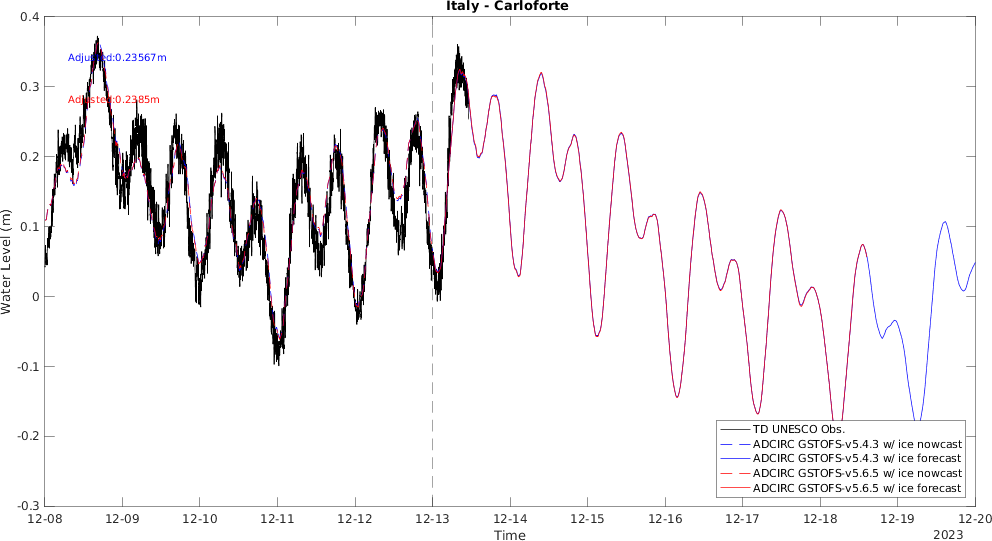 Italy - Carloforte
0.4
0.3
0.2
0.1
0
-0.1
-0.2
-0.3
Water Level (m)
Adjusted:0.23567m
Adjusted:0.2385m
TD UNESCO Obs.
ADCIRC GSTOFS-v5.4.3 w/ ice nowcast
ADCIRC GSTOFS-v5.4.3 w/ ice forecast
ADCIRC GSTOFS-v5.6.5 w/ ice nowcast
ADCIRC GSTOFS-v5.6.5 w/ ice forecast
12-08 12-09 12-10 12-11 12-12 12-13 12-14 12-15 12-16 12-17 12-18 12-19 12-20
Time
2023